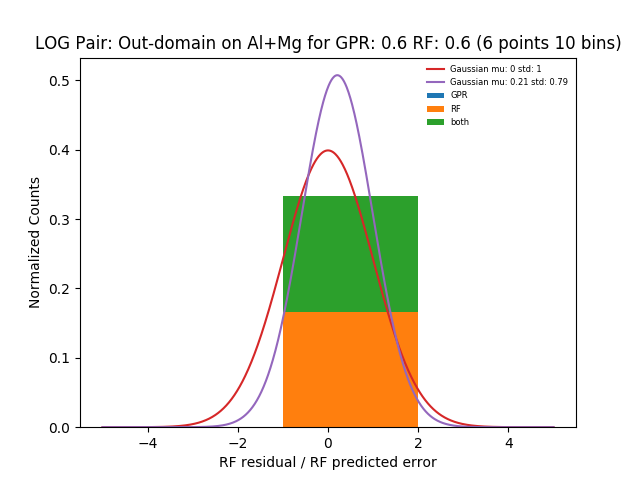 LOG Pair: Out-domain on Al+Mg for GPR: 0.6 RF: 0.6 (6 points 10 bins)
Gaussian mu: 0 std: 1
Gaussian mu: 0.21 std: 0.79
GPR
RF
both
Normalized Counts
0.5
0.4
0.3
0.2
0.1
0.0
−4
−2
0
2
4
RF residual / RF predicted error